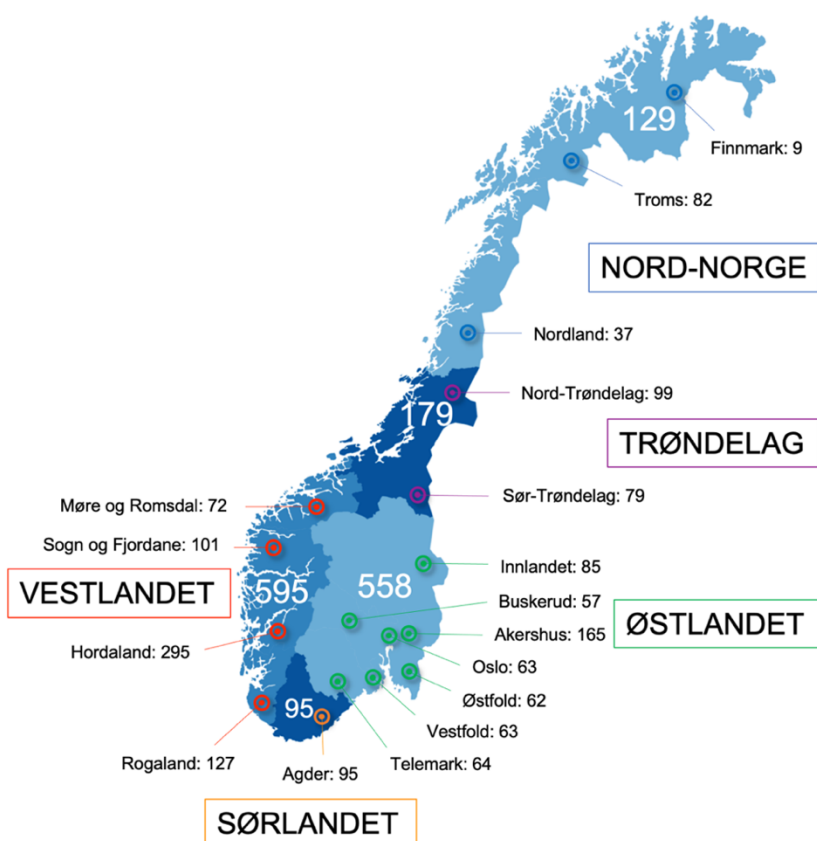 129
Finnmark: 9
Troms: 82
NORD-NORGE
Nordland: 37
Nord-Trøndelag: 99
179
TRØNDELAG
Sør-Trøndelag: 79
Møre og Romsdal: 72
Sogn og Fjordane: 101
VESTLANDET
595
Hordaland: 295
Rogaland: 127
558
Innlandet: 85
Buskerud: 57
ØSTLANDET
Akershus: 165
Oslo: 63
Østfold: 62
Vestfold: 63
Telemark: 64
95
Agder: 95
SØRLANDET